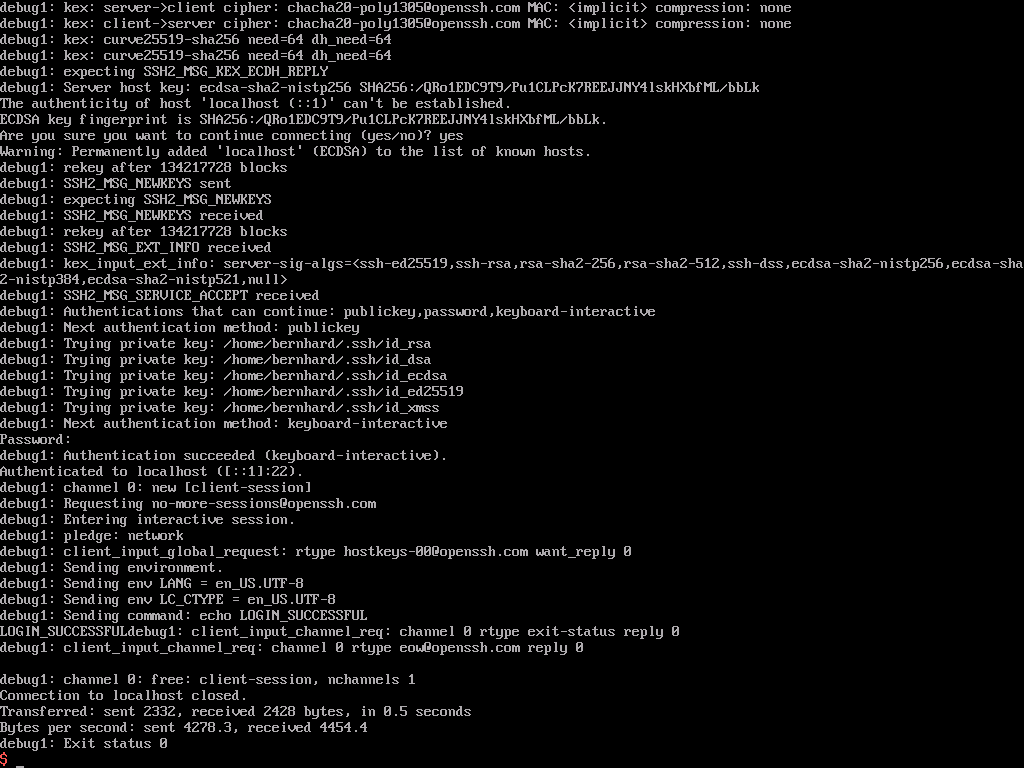 debug1: kex: server->client cipher: chacha20-poly1305@openssh.com MAC: <implicit> compression: none
debug1: kex: client->server cipher: chacha20-poly1305@openssh.com MAC: <implicit> compression: none
debug1: kex: curve25519-sha256 need=64 dh_need=64
debug1: kex: curve25519-sha256 need=64 dh_need=64
debug1: expecting SSH2_MSG_KEX_ECDH_REPLY
debug1: Server host key: ecdsa-sha2-nistp256 SHA256:/QRo1EDC9T9/Pu1CLPcK7REEJJNY4lskHXbfML/bbLk
The authenticity of host 'localhost (::1)' can't be established.
ECDSA key fingerprint is SHA256:/QRo1EDC9T9/Pu1CLPcK7REEJJNY4lskHXbfML/bbLk.
Are you sure you want to continue connecting (yes/no)? yes
Warning: Permanently added 'localhost' (ECDSA) to the list of known hosts.
debug1: rekey after 134217728 blocks
debug1: SSH2_MSG_NEWKEYS sent
debug1: expecting SSH2_MSG_NEWKEYS
debug1: SSH2_MSG_NEWKEYS received
debug1: rekey after 134217728 blocks
debug1: SSH2_MSG_EXT_INFO received
debug1: kex_input_ext_info: server-sig-algs=<ssh-ed25519,ssh-rsa,rsa-sha2-256,rsa-sha2-512,ssh-dss,ecdsa-sha2-nistp256,ecdsa-sha
2-nistp384,ecdsa-sha2-nistp521,null>
debug1: SSH2_MSG_SERVICE_ACCEPT received
debug1: Authentications that can continue: publickey,password,keyboard-interactive
debug1: Next authentication method: publickey
debug1: Trying private key: /home/bernhard/.ssh/id_rsa
debug1: Trying private key: /home/bernhard/.ssh/id_dsa
debug1: Trying private key: /home/bernhard/.ssh/id_ecdsa
debug1: Trying private key: /home/bernhard/.ssh/id_ed25519
debug1: Trying private key: /home/bernhard/.ssh/id_xmss
debug1: Next authentication method: keyboard-interactive
Password:
debug1: Authentication succeeded (keyboard-interactive).
Authenticated to localhost ([::1]:22).
debug1: channel 0: new [client-session]
debug1: Requesting no-more-sessions@openssh.com
debug1: Entering interactive session.
debug1: pledge: network
debug1: client_input_global_request: rtype hostkeys-00@openssh.com want_reply 0
debug1: Sending environment.
debug1: Sending env LANG = en_US.UTF-8
debug1: Sending env LC_CTYPE = en_US.UTF-8
debug1: Sending command: echo LOGIN_SUCCESSFUL
LOGIN_SUCCESSFULdebug1: client_input_channel_req: channel 0 rtype exit-status reply 0
debug1: client_input_channel_req: channel 0 rtype eow@openssh.com reply 0
debug1: channel 0: free: client-session, nchannels 1
Connection to localhost closed.
Transferred: sent 2332, received 2428 bytes, in 0.5 seconds
Bytes per second: sent 4278.3, received 4454.4
debug1: Exit status 0
$ _